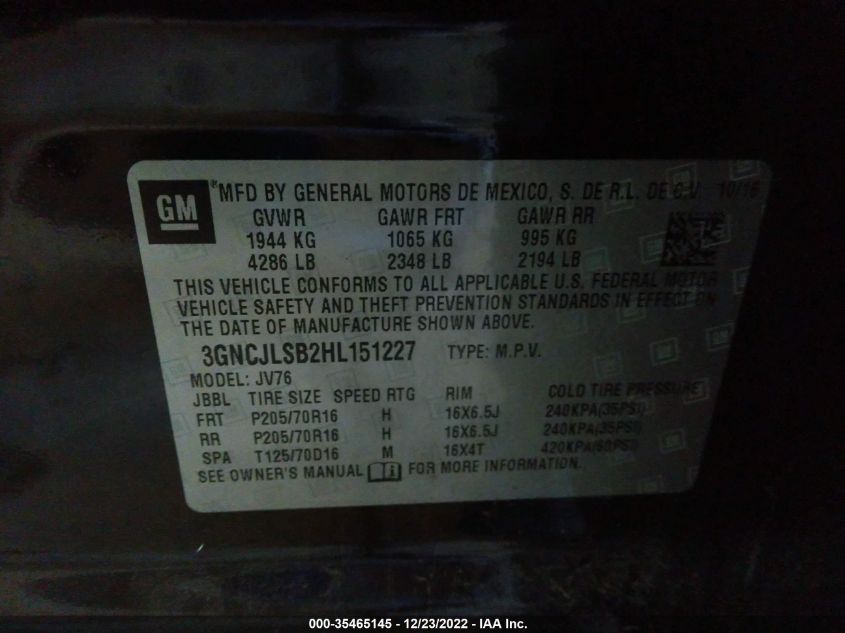 GM
MFD BY GENERAL MOTORS DE MEXICO, S. DE R.L. DE C.V. 10/16
GVWR GAWR FRT GAWR RR
1944 KG 1065 KG 995 KG
4286 LB 2348 LB 2194 LB
THIS VEHICLE CONFORMS TO ALL APPLICABLE U.S. FEDERAL MOTOR
VEHICLE SAFETY AND THEFT PREVENTION STANDARDS IN EFFECT ON
THE DATE OF MANUFACTURE SHOWN ABOVE.
3GNCJLSB2HL151227 TYPE: M.P.V.
MODEL: JV76
JBBL TIRE SIZE SPEED RTG RIM COLD TIRE PRESSURE
FRT P205/70R16 H 16X6.5J 240KPA(35PSI)
RR P205/70R16 H 16X6.5J 240KPA(35PSI)
SPA T125/70D16 M 16X4T 420KPA(60PSI)
SEE OWNER'S MANUAL FOR MORE INFORMATION.
000-35465145 - 12/23/2022 - IAA Inc.